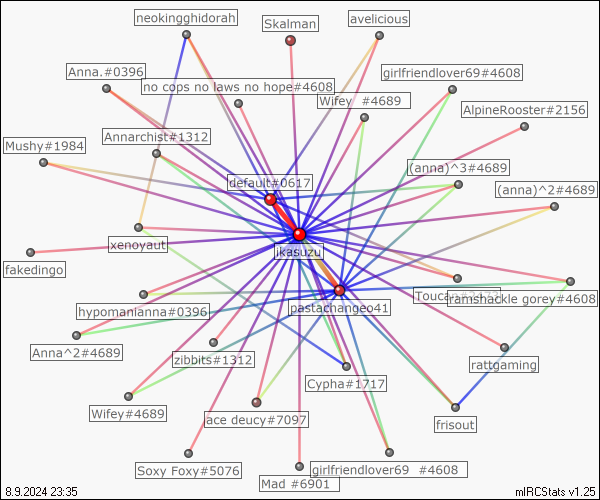 neokingghidorah
Skalman
avelicious
Anna.#0396
girlfriendlover69#4608
no cops no laws no hope#4608
Wifey #4689
AlpineRooster#2156
Annarchist#1312
Mushy#1984
(anna)^3#4689
default#0617
(anna)^2#4689
xenoyaut
ikasuzu
fakedingo
ramshackle gorey#4608
hypomanianna#0396
pastachangeo41
Anna^2#4689
zibbits#1312
rattgaming
Cypha#1717
Wifey#4689
ace deucy#7097
frisout
Soxy Foxy#5076
girlfriendlover69 #4608
Mad #6901
8.9.2024 23:35
mIRCStats v1.25